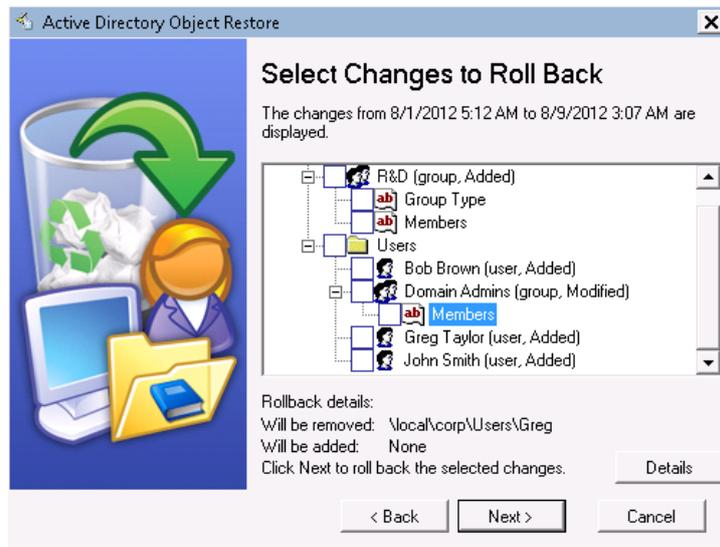 Active Directory Object Restore
Select Changes to Roll Back
The changes from 8/1/2012 5:12 AM to 8/9/2012 3:07 AM are
displayed.
R&D (group, Added)
ab Group Type
ab Members
Users
Bob Brown (user, Added)
Domain Admins (group, Modified)
ab Members
Greg Taylor (user, Added)
John Smith (user, Added)
Rollback details:
Will be removed: \local\corp\Users\Greg
Will be added: None
Click Next to roll back the selected changes.
Details
< Back
Next >
Cancel